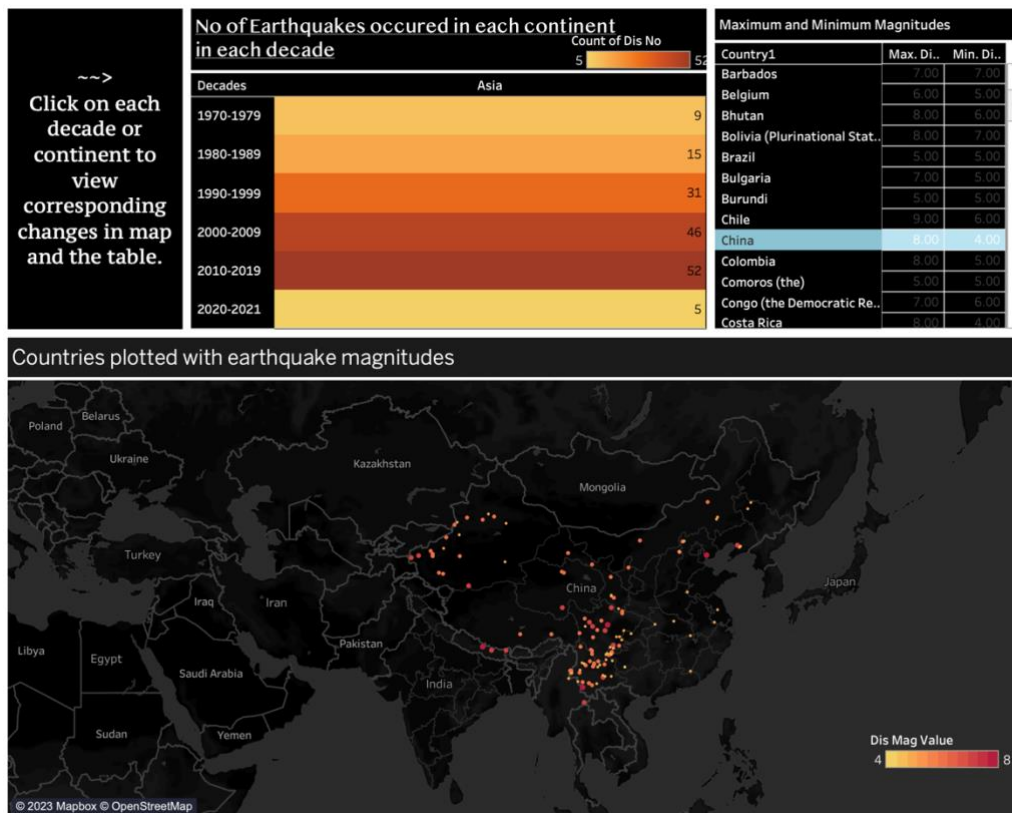 ~~>
Click on each
decade or
continent to
view
corresponding
changes in map
and the table.
No of Earthquakes occured in each continent
in each decade
Count of Dis No
5 52
Decades Asia
1970-1979 9
1980-1989 15
1990-1999 31
2000-2009 46
2010-2019 52
2020-2021 5
Maximum and Minimum Magnitudes
Country1 Max. Di.. Min. Di..
Barbados 7.00 7.00
Belgium 6.00 5.00
Bhutan 8.00 6.00
Bolivia (Plurinational Stat.. 8.00 7.00
Brazil 5.00 5.00
Bulgaria 7.00 5.00
Burundi 5.00 5.00
Chile 9.00 6.00
China 8.00 4.00
Colombia 8.00 5.00
Comoros (the) 5.00 5.00
Congo (the Democratic Re.. 7.00 6.00
Costa Rica 8.00 4.00
Countries plotted with earthquake magnitudes
Belarus
Poland
Ukraine
Kazakhstan
Mongolia
Turkey
China
Japan
Iraq
Iran
Pakistan
Libya
Egypt
Saudi Arabia
India
Sudan
Yemen
Dis Mag Value
4 8
© 2023 Mapbox © OpenStreetMap